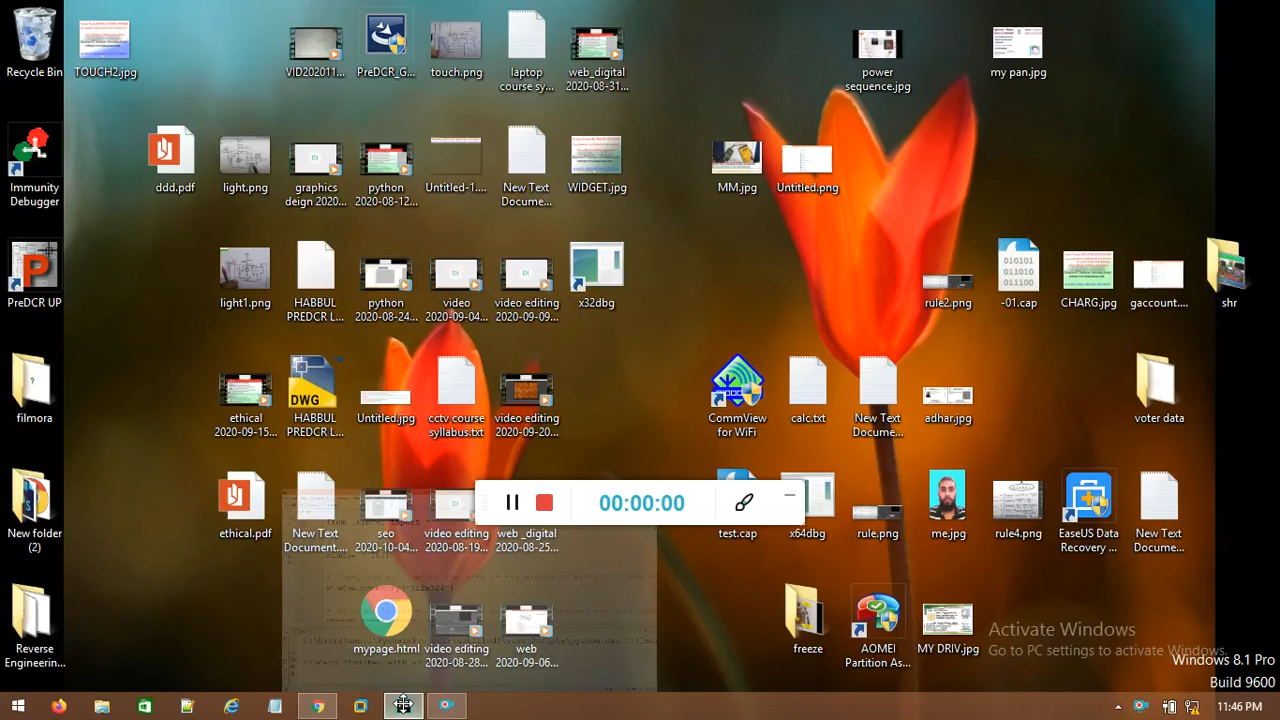 Recycle Bin
TOUCH2.jpg
VID202011...
PreDCR_G...
touch.png
laptop
course sy...
web_digital
2020-08-31...
power
sequence.jpg
my pan.jpg
Immunity
Debugger
ddd.pdf
light.png
graphics
deign 2020...
python
2020-08-12...
Untitled-1....
New Text
Docume...
WIDGET.jpg
MM.jpg
Untitled.png
PreDCR UP
light1.png
HABBUL
PREDCR L...
python
2020-08-24...
video
2020-09-04...
video editing
2020-09-09...
x32dbg
rule2.png
010101
011010
011100
-01.cap
CHARG.jpg
gaccount....
shr
filmora
ethical
2020-09-15...
DWG
HABBUL
PREDCR L...
Untitled.jpg
cctv course
syllabus.txt
video editing
2020-09-20...
CommView
for WiFi
calc.txt
New Text
Docume...
adhar.jpg
voter data
New folder
(2)
ethical.pdf
New Text
Document....
seo
2020-10-04...
video editing
2020-08-19...
web _digital
2020-08-25...
00:00:00
test.cap
x64dbg
rule.png
me.jpg
rule4.png
EaseUS Data
Recovery ...
New Text
Docume...
Reverse
Engineerin...
mypage.html
video editing
2020-08-28...
web
2020-09-06...
freeze
AOMEI
Partition As...
MY DRIV.jpg
Activate Windows
Go to PC settings to activate Windows.
Windows 8.1 Pro
Build 9600
11:46 PM